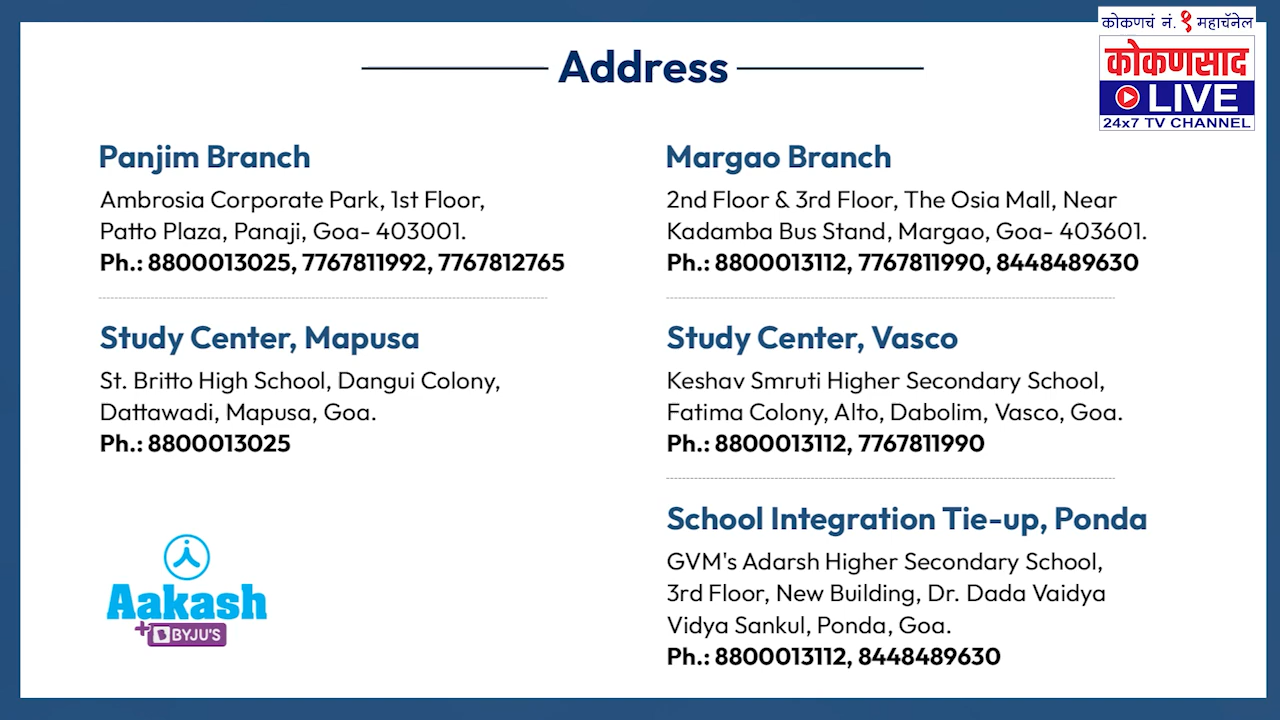 कोकणचं नं. १ महाचॅनेल
कोकणसाद
LIVE
24x7 TV CHANNEL
Address
Panjim Branch
Ambrosia Corporate Park, 1st Floor,
Patto Plaza, Panaji, Goa- 403001.
Ph.: 8800013025, 7767811992, 7767812765
Study Center, Mapusa
St. Britto High School, Dangui Colony,
Dattawadi, Mapusa, Goa.
Ph.: 8800013025
Aakash
+ BYJU'S
Margao Branch
2nd Floor & 3rd Floor, The Osia Mall, Near
Kadamba Bus Stand, Margao, Goa- 403601.
Ph.: 8800013112, 7767811990, 8448489630
Study Center, Vasco
Keshav Smruti Higher Secondary School,
Fatima Colony, Alto, Dabolim, Vasco, Goa.
Ph.: 8800013112, 7767811990
School Integration Tie-up, Ponda
GVM's Adarsh Higher Secondary School,
3rd Floor, New Building, Dr. Dada Vaidya
Vidya Sankul, Ponda, Goa.
Ph.: 8800013112, 8448489630